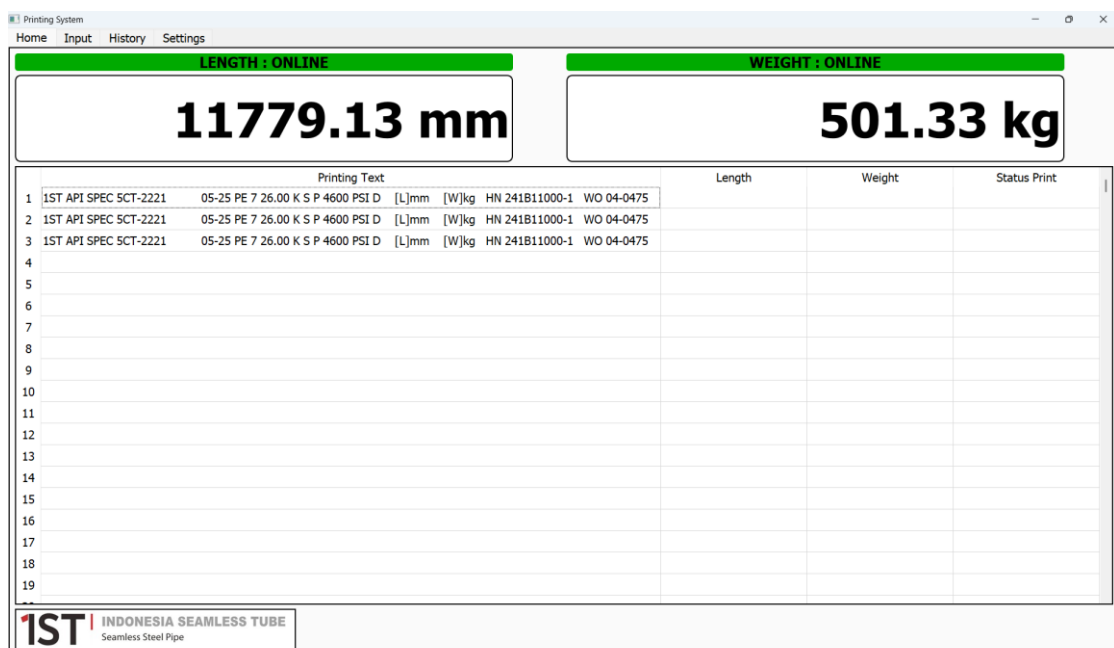 Printing System
Home Input History Settings
LENGTH : ONLINE WEIGHT : ONLINE
11779.13 mm 501.33 kg
Printing Text Length Weight Status Print
1 1ST API SPEC 5CT-2221 05-25 PE 7 26.00 K S P 4600 PSI D [L]mm [W]kg HN 241B11000-1 WO 04-0475
2 1ST API SPEC 5CT-2221 05-25 PE 7 26.00 K S P 4600 PSI D [L]mm [W]kg HN 241B11000-1 WO 04-0475
3 1ST API SPEC 5CT-2221 05-25 PE 7 26.00 K S P 4600 PSI D [L]mm [W]kg HN 241B11000-1 WO 04-0475
4
5
6
7
8
9
10
11
12
13
14
15
16
17
18
19
1ST INDONESIA SEAMLESS TUBE
Seamless Steel Pipe